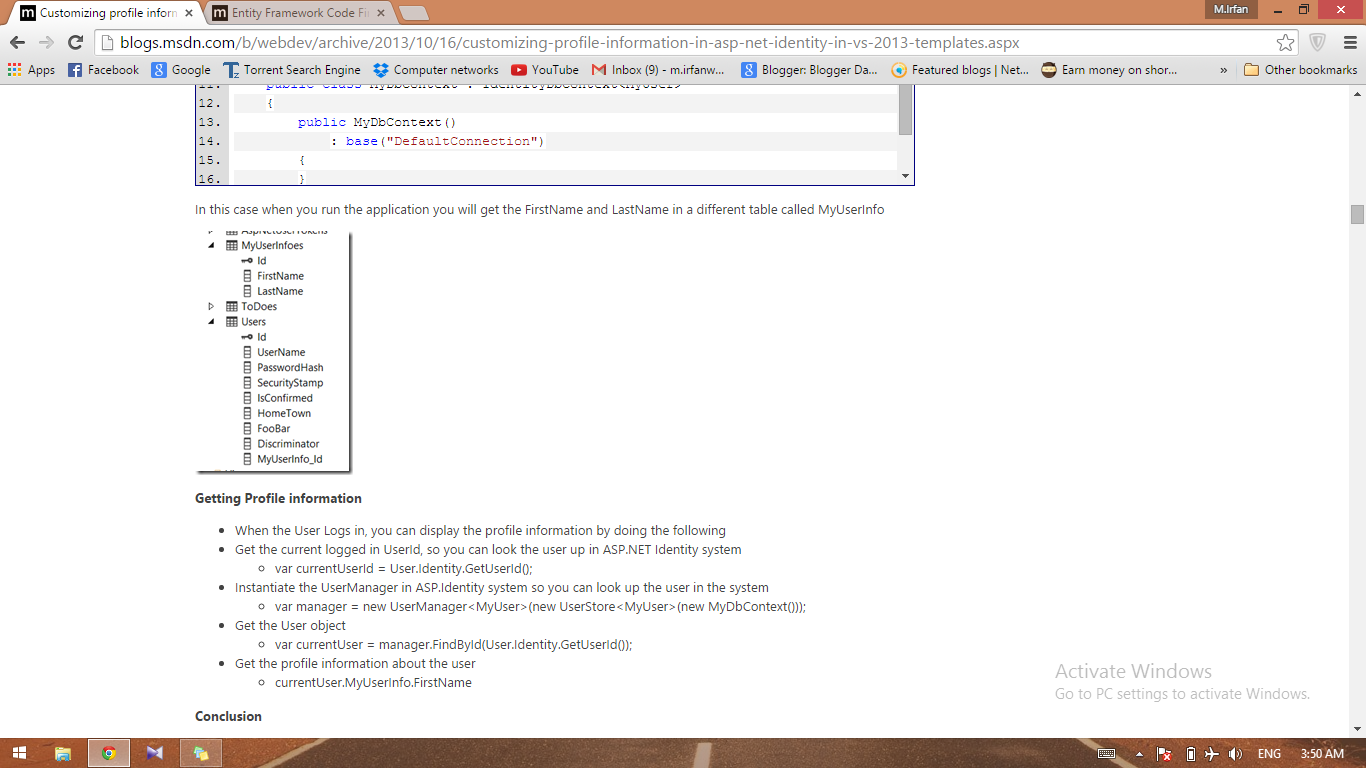 M.Irfan
Customizing profile inform
Entity Framework Code Fi
blogs.msdn.com/b/webdev/archive/2013/10/16/customizing-profile-information-in-asp-net-identity-in-vs-2013-templates.aspx
Apps Facebook Google Torrent Search Engine Computer networks YouTube Inbox (9) - m.irfanw... Blogger: Blogger Da... Featured blogs | Net... Earn money on shor... » Other bookmarks
11. public class MyDbContext : IdentityDbContext<MyUser>
12. {
13. public MyDbContext()
14. : base("DefaultConnection")
15. {
16. }
In this case when you run the application you will get the FirstName and LastName in a different table called MyUserInfo
AspNetUserTokens
MyUserInfoes
Id
FirstName
LastName
ToDoes
Users
Id
UserName
PasswordHash
SecurityStamp
IsConfirmed
HomeTown
FooBar
Discriminator
MyUserInfo_Id
Getting Profile information
When the User Logs in, you can display the profile information by doing the following
Get the current logged in UserId, so you can look the user up in ASP.NET Identity system
var currentUserId = User.Identity.GetUserId();
Instantiate the UserManager in ASP.Identity system so you can look up the user in the system
var manager = new UserManager<MyUser>(new UserStore<MyUser>(new MyDbContext()));
Get the User object
var currentUser = manager.FindById(User.Identity.GetUserId());
Get the profile information about the user
currentUser.MyUserInfo.FirstName
Conclusion
Activate Windows
Go to PC settings to activate Windows.
ENG 3:50 AM